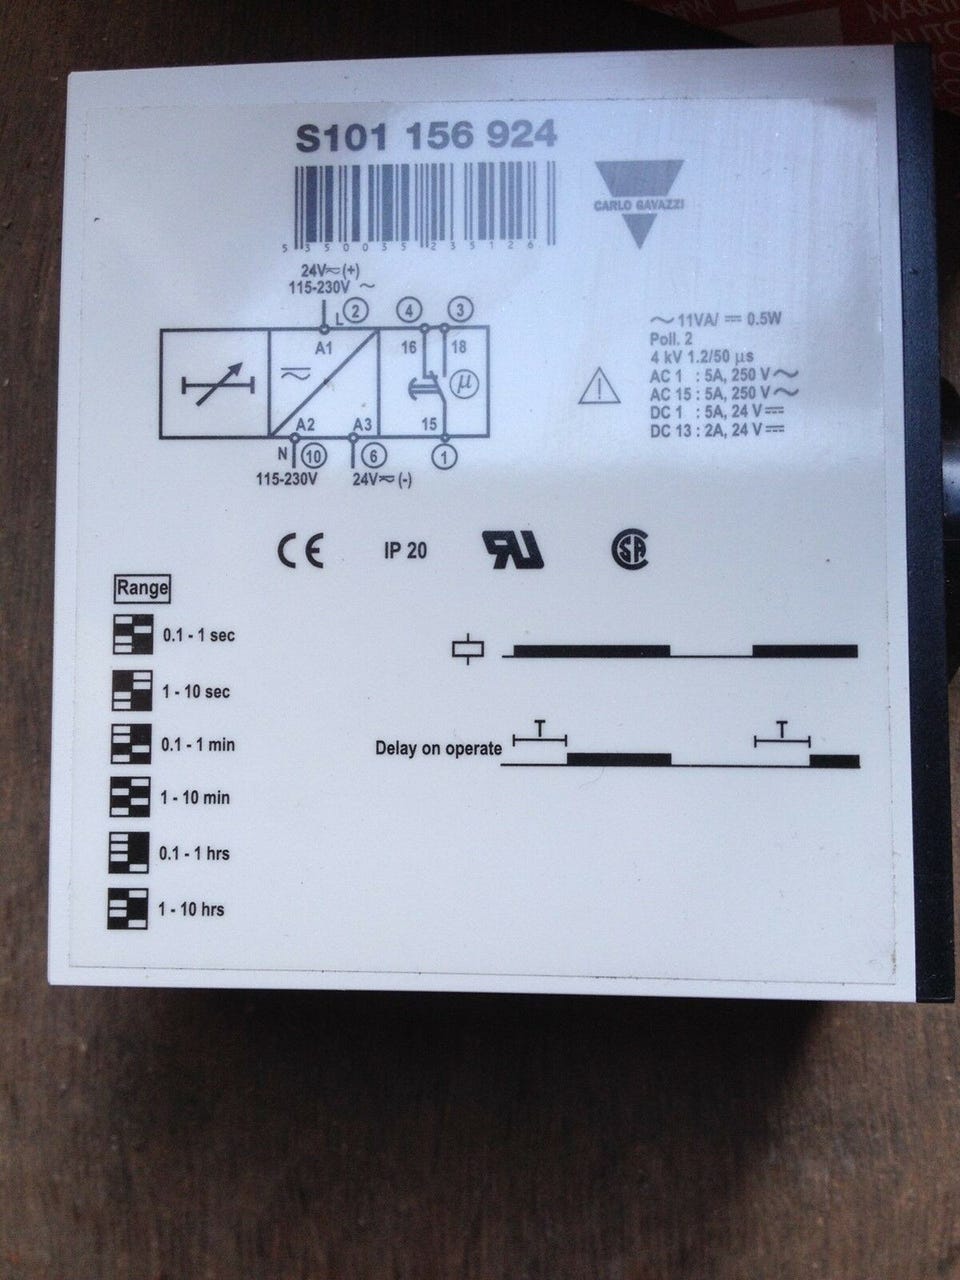 MARTIN
AUTO
S101 156 924
CARLO GAVAZZI
5 350035 235126
24V⎓~ (+)
115-230V ~
L 2 4 3
A1 16 18
μ
A2 A3 15
N 10 6 1
115-230V 24V⎓~ (-)
~ 11VA/ ⎓ 0.5W
Poll. 2
4 kV 1.2/50 µs
AC 1 : 5A, 250 V ~
AC 15 : 5A, 250 V ~
DC 1 : 5A, 24 V ⎓
DC 13 : 2A, 24 V ⎓
CE IP 20 RU SA
Range
0.1 - 1 sec
1 - 10 sec
0.1 - 1 min
1 - 10 min
0.1 - 1 hrs
1 - 10 hrs
T T
Delay on operate